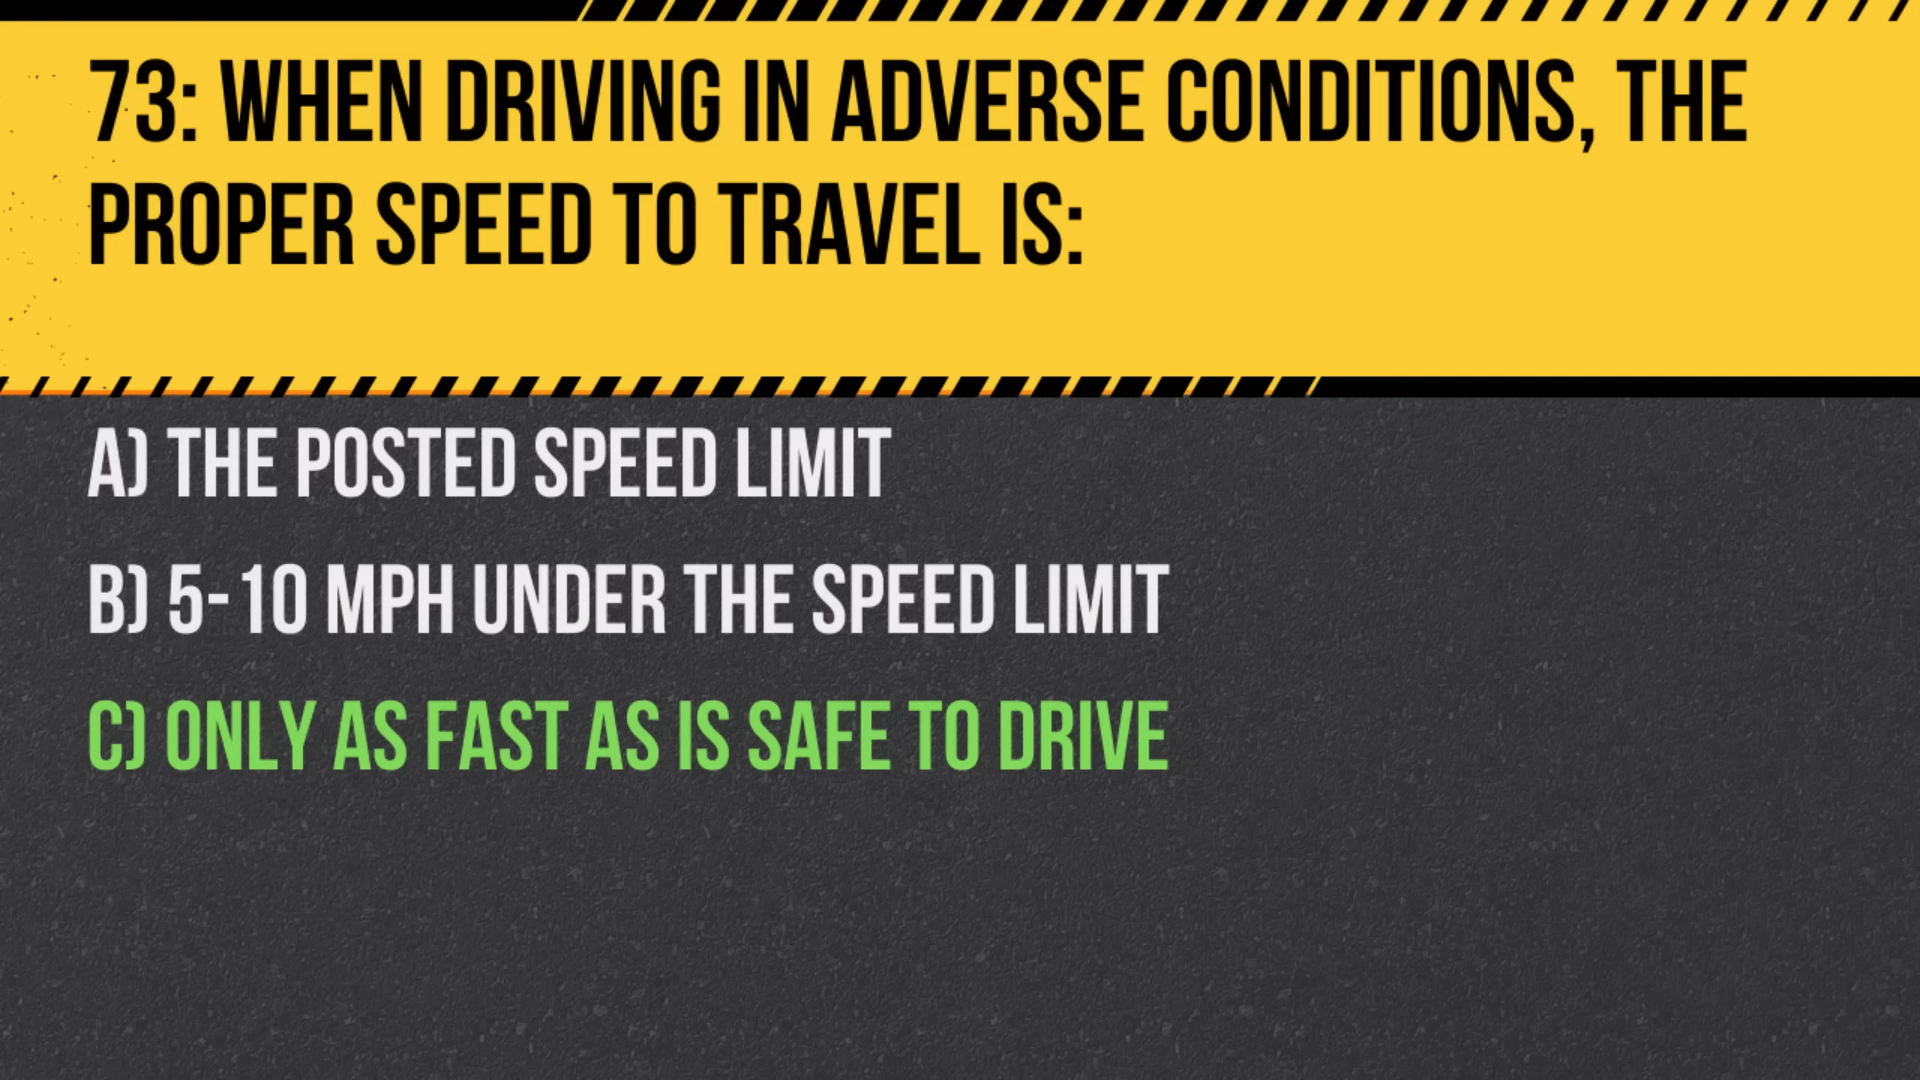 73: WHEN DRIVING IN ADVERSE CONDITIONS, THE
PROPER SPEED TO TRAVEL IS:
A) THE POSTED SPEED LIMIT
B) 5-10 MPH UNDER THE SPEED LIMIT
C) ONLY AS FAST AS IS SAFE TO DRIVE